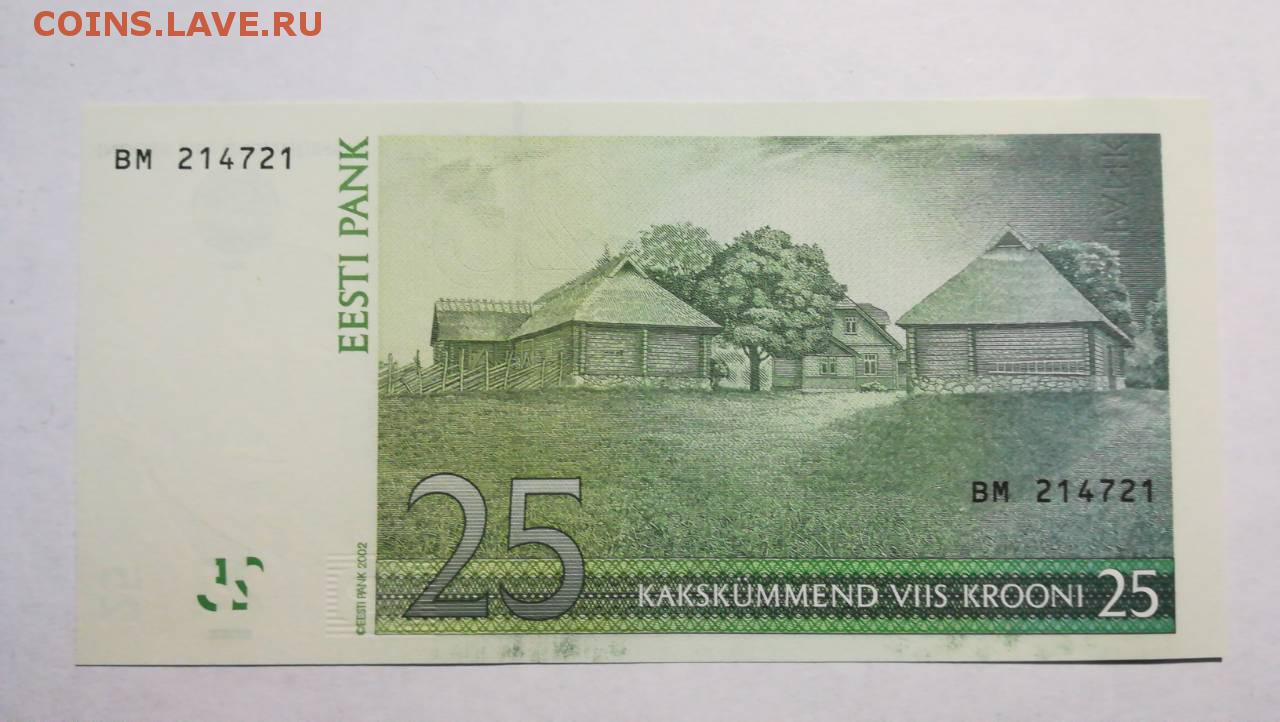 COINS.LAVE.RU
BM 214721
EESTI PANK
BM 214721
©EESTI PANK 2002
25
KAKSKÜMMEND VIIS KROONI 25